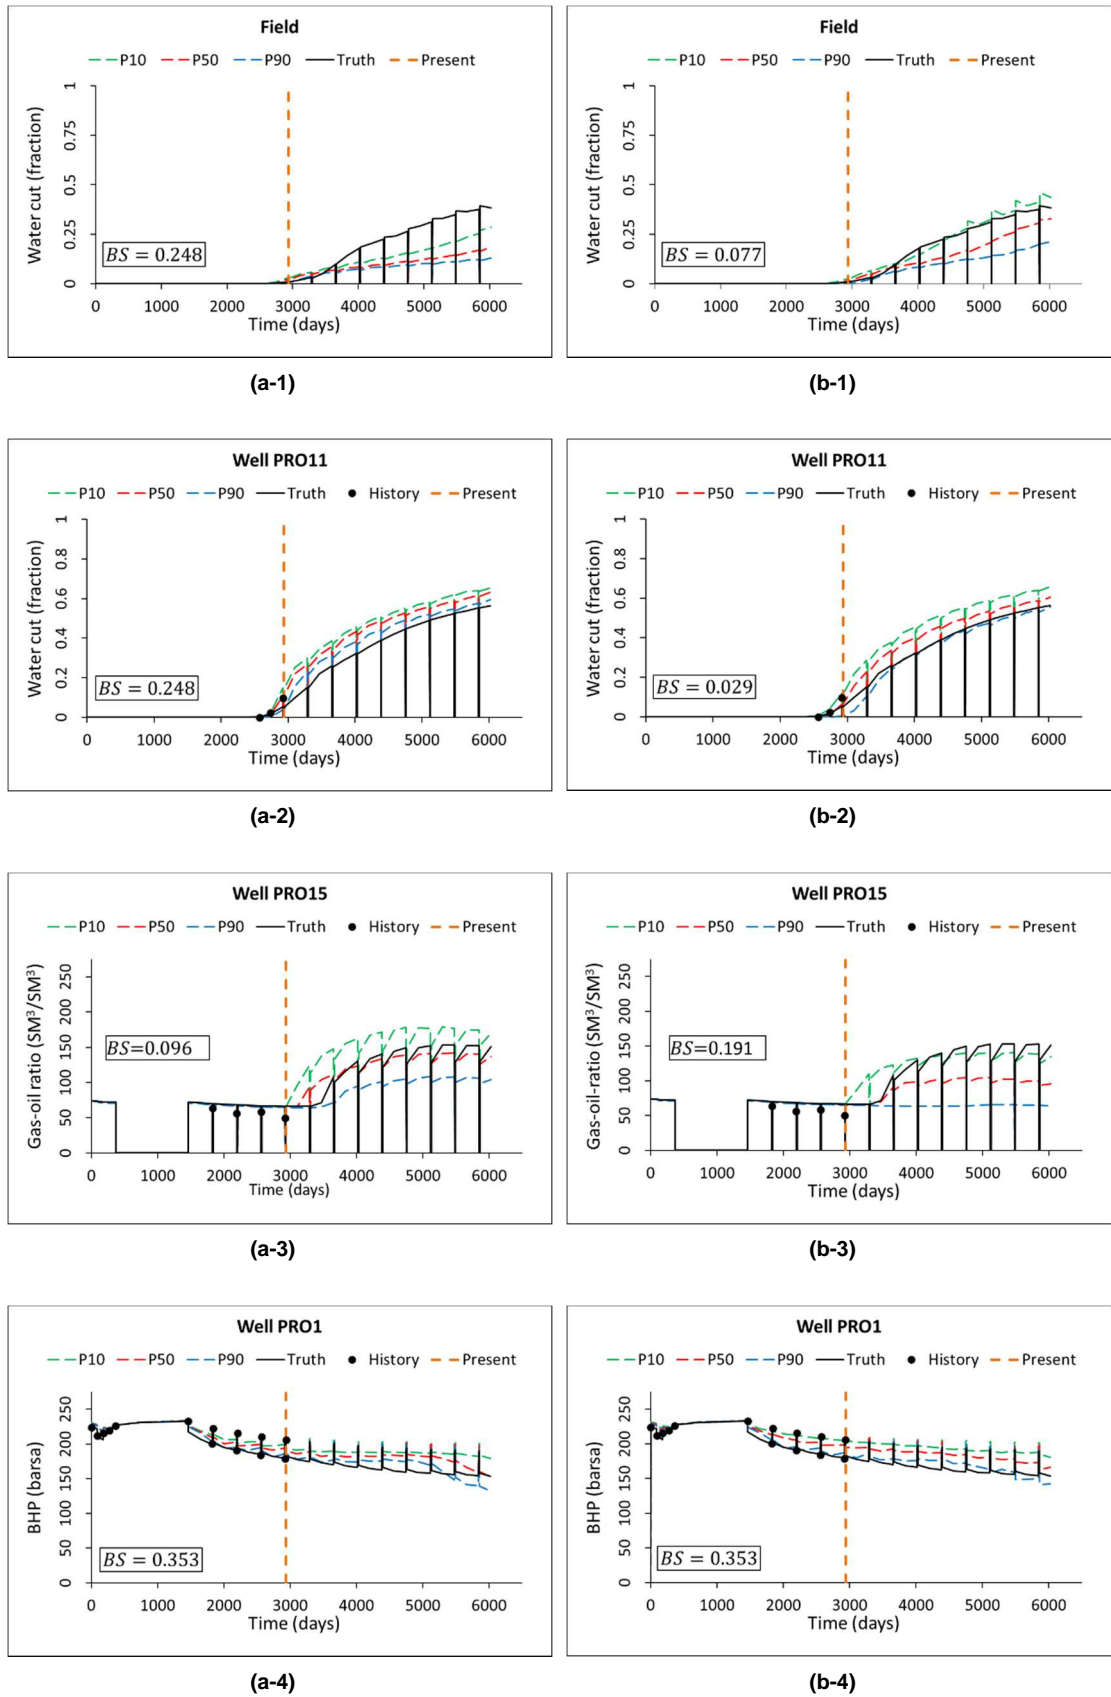 Field
P10 P50 P90 Truth Present
Water cut (fraction)
1
0.75
0.5
0.25
0
BS = 0.248
0 1000 2000 3000 4000 5000 6000
Time (days)
(a-1)
Field
P10 P50 P90 Truth Present
Water cut (fraction)
1
0.75
0.5
0.25
0
BS = 0.077
0 1000 2000 3000 4000 5000 6000
Time (days)
(b-1)
Well PRO11
P10 P50 P90 Truth History Present
Water cut (fraction)
1
0.8
0.6
0.4
0.2
0
BS = 0.248
0 1000 2000 3000 4000 5000 6000
Time (days)
(a-2)
Well PRO11
P10 P50 P90 Truth History Present
Water cut (fraction)
1
0.8
0.6
0.4
0.2
0
BS = 0.029
0 1000 2000 3000 4000 5000 6000
Time (days)
(b-2)
Well PRO15
P10 P50 P90 Truth History Present
Gas-oil ratio (SM³/SM³)
250
200
150
100
50
0
BS=0.096
0 1000 2000 3000 4000 5000 6000
Time (days)
(a-3)
Well PRO15
P10 P50 P90 Truth History Present
Gas-oil-ratio (SM³/SM³)
250
200
150
100
50
0
BS=0.191
0 1000 2000 3000 4000 5000 6000
Time (days)
(b-3)
Well PRO1
P10 P50 P90 Truth History Present
BHP (barsa)
250
200
150
100
50
0
BS = 0.353
0 1000 2000 3000 4000 5000 6000
Time (days)
(a-4)
Well PRO1
P10 P50 P90 Truth History Present
BHP (barsa)
250
200
150
100
50
0
BS = 0.353
0 1000 2000 3000 4000 5000 6000
Time (days)
(b-4)